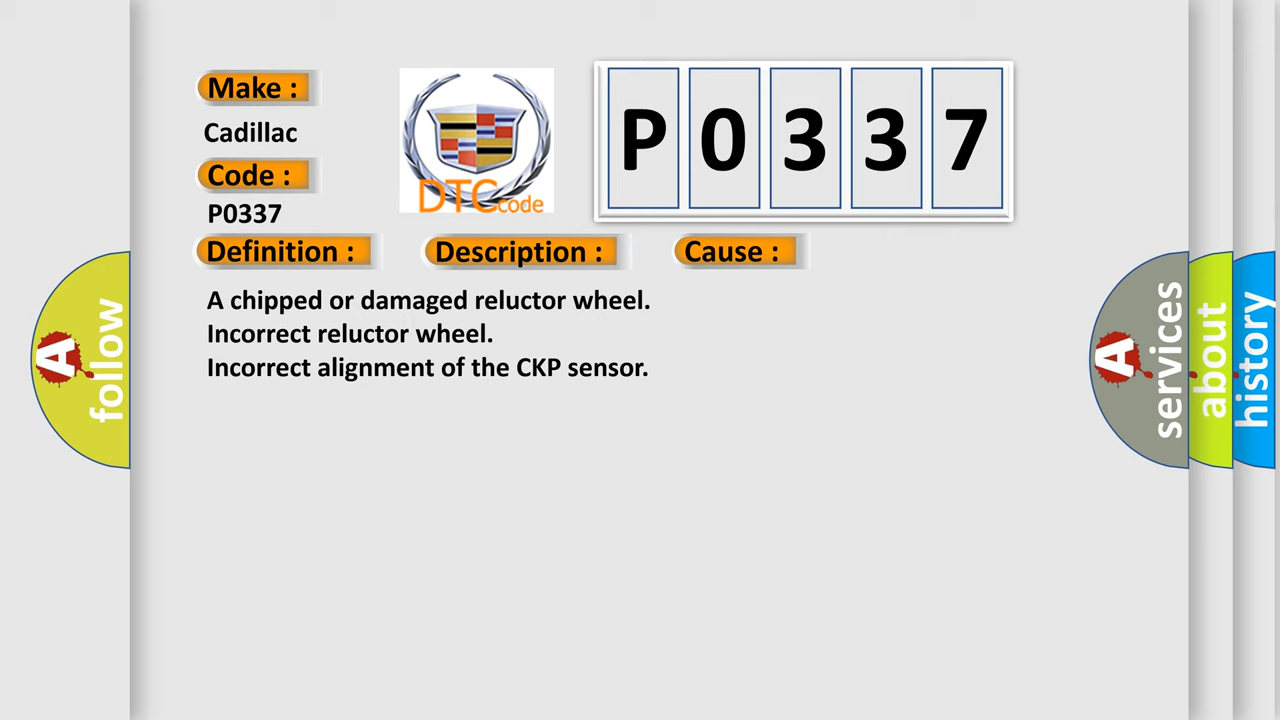 Make :
Cadillac
Code :
P0337
DTC code
P 0 3 3 7
Definition :
Description :
Cause :
A chipped or damaged reluctor wheel.
Incorrect reluctor wheel.
Incorrect alignment of the CKP sensor.
A follow
A services
about
history